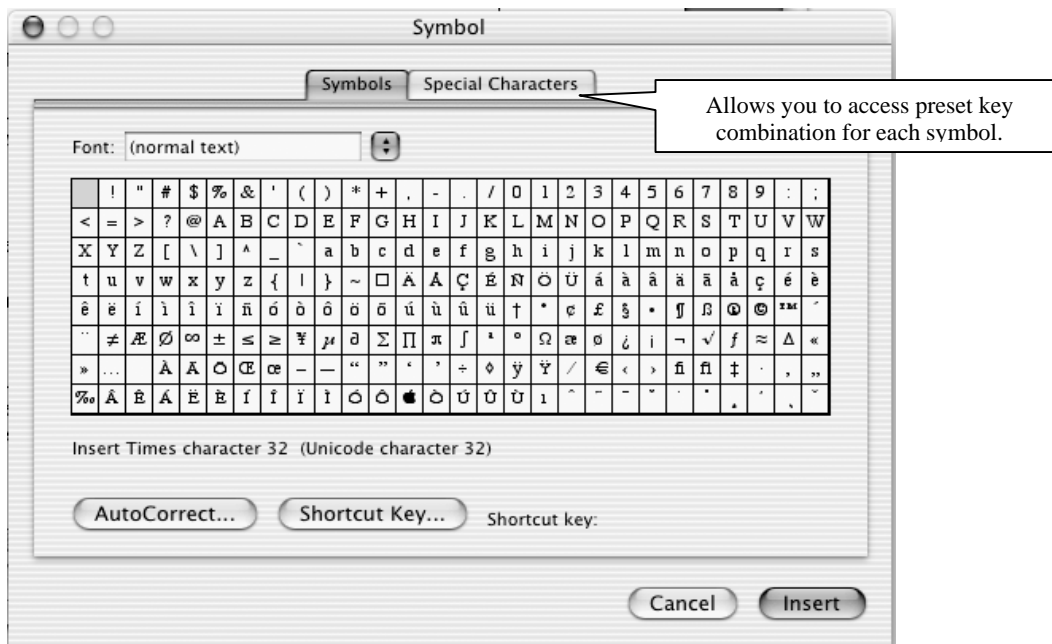 Symbol
Symbols Special Characters
Allows you to access preset key
combination for each symbol.
Font: (normal text)
! " # $ % & ' ( ) * + , - . / 0 1 2 3 4 5 6 7 8 9 : ;
< = > ? @ A B C D E F G H I J K L M N O P Q R S T U V W
X Y Z [ \ ] ^ _ ` a b c d e f g h i j k l m n o p q r s
t u v w x y z { | } ~ □ Ä Å Ç É Ñ Ö Ü á à â ä ã å ç é è
ê ë í ì î ï ñ ó ò ô ö õ ú ù û ü † ° ¢ £ § • ¶ ß ® © ™ ´
¨ ≠ Æ Ø ∞ ± ≤ ≥ ¥ µ ∂ Σ ∏ π ∫ ª º Ω æ ø ¿ ¡ ¬ √ ƒ ≈ Δ «
» … À Ã Õ Œ œ – — “ ” ‘ ’ ÷ ◊ ÿ Ÿ ⁄ € ‹ › fi fl ‡ · ‚ „
‰ Â Ê Á Ë È Í Î Ï Ì Ó Ô  Ò Ú Û Ù ı ˆ ˜ ¯ ˘ ˙ ˚ ¸ ˝ ˛ ˇ
Insert Times character 32 (Unicode character 32)
AutoCorrect... Shortcut Key... Shortcut key:
Cancel Insert